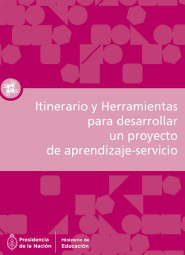 Itinerario y Herramientas
para desarrollar
un proyecto
de aprendizaje-servicio
Presidencia
de la Nación
Ministerio de
Educación